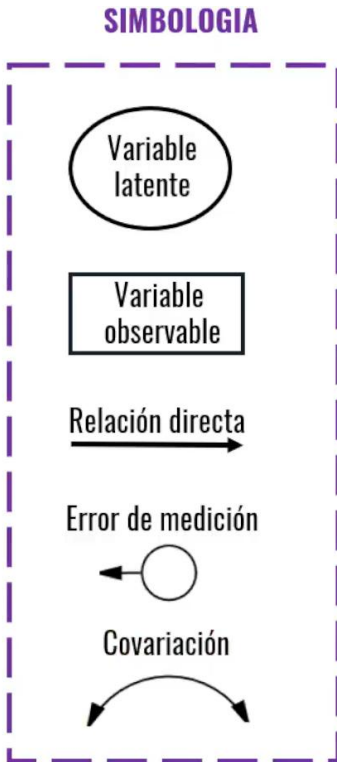 SIMBOLOGIA
Variable
latente
Variable
observable
Relación directa
Error de medición
Covariación